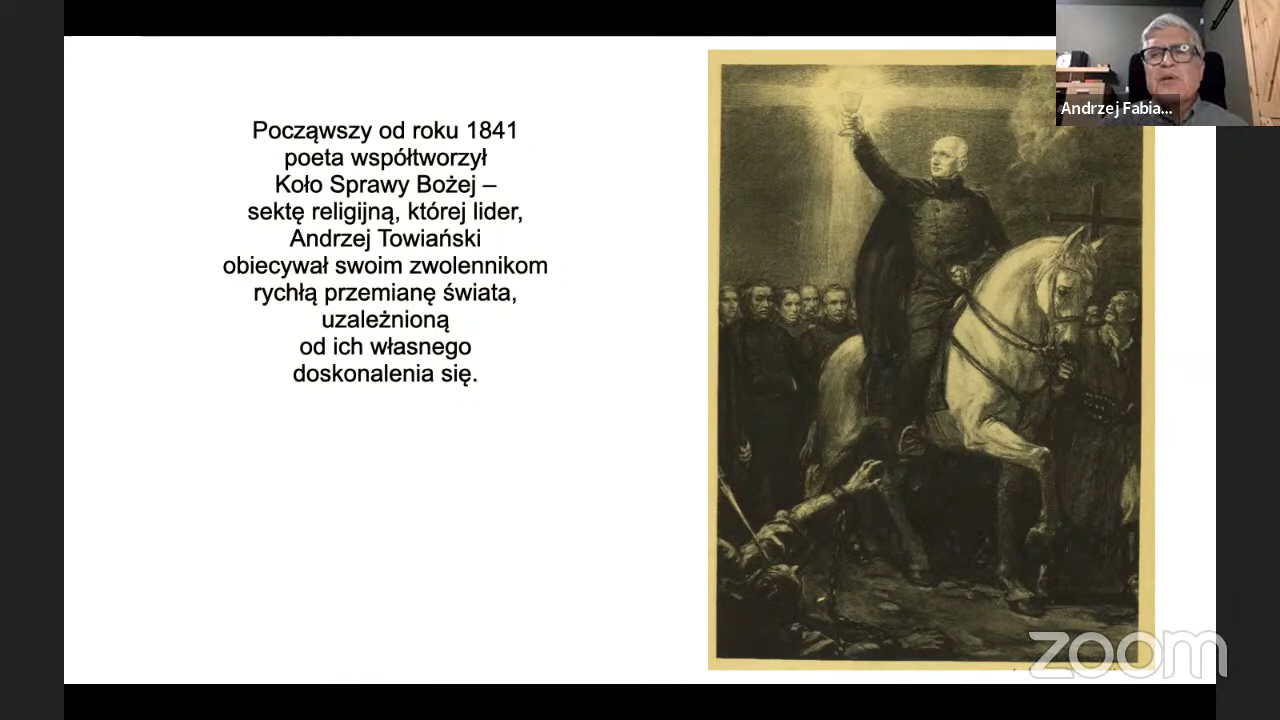 Począwszy od roku 1841
poeta współtworzył
Koło Sprawy Bożej –
sektę religijną, której lider,
Andrzej Towiański
obiecywał swoim zwolennikom
rychłą przemianę świata,
uzależnioną
od ich własnego
doskonalenia się.
Andrzej Fabia...
zoom